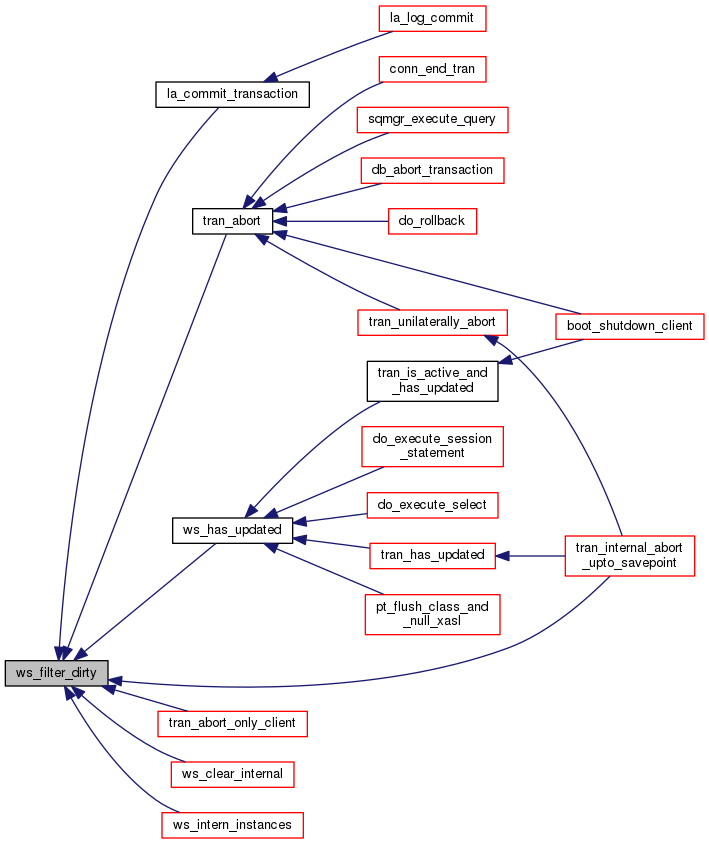 la_log_commit
conn_end_tran
la_commit_transaction
sqmgr_execute_query
db_abort_transaction
tran_abort
do_rollback
tran_unilaterally_abort
boot_shutdown_client
tran_is_active_and
_has_updated
do_execute_session
_statement
do_execute_select
ws_has_updated
tran_has_updated
tran_internal_abort
_upto_savepoint
pt_flush_class_and
_null_xasl
ws_filter_dirty
tran_abort_only_client
ws_clear_internal
ws_intern_instances